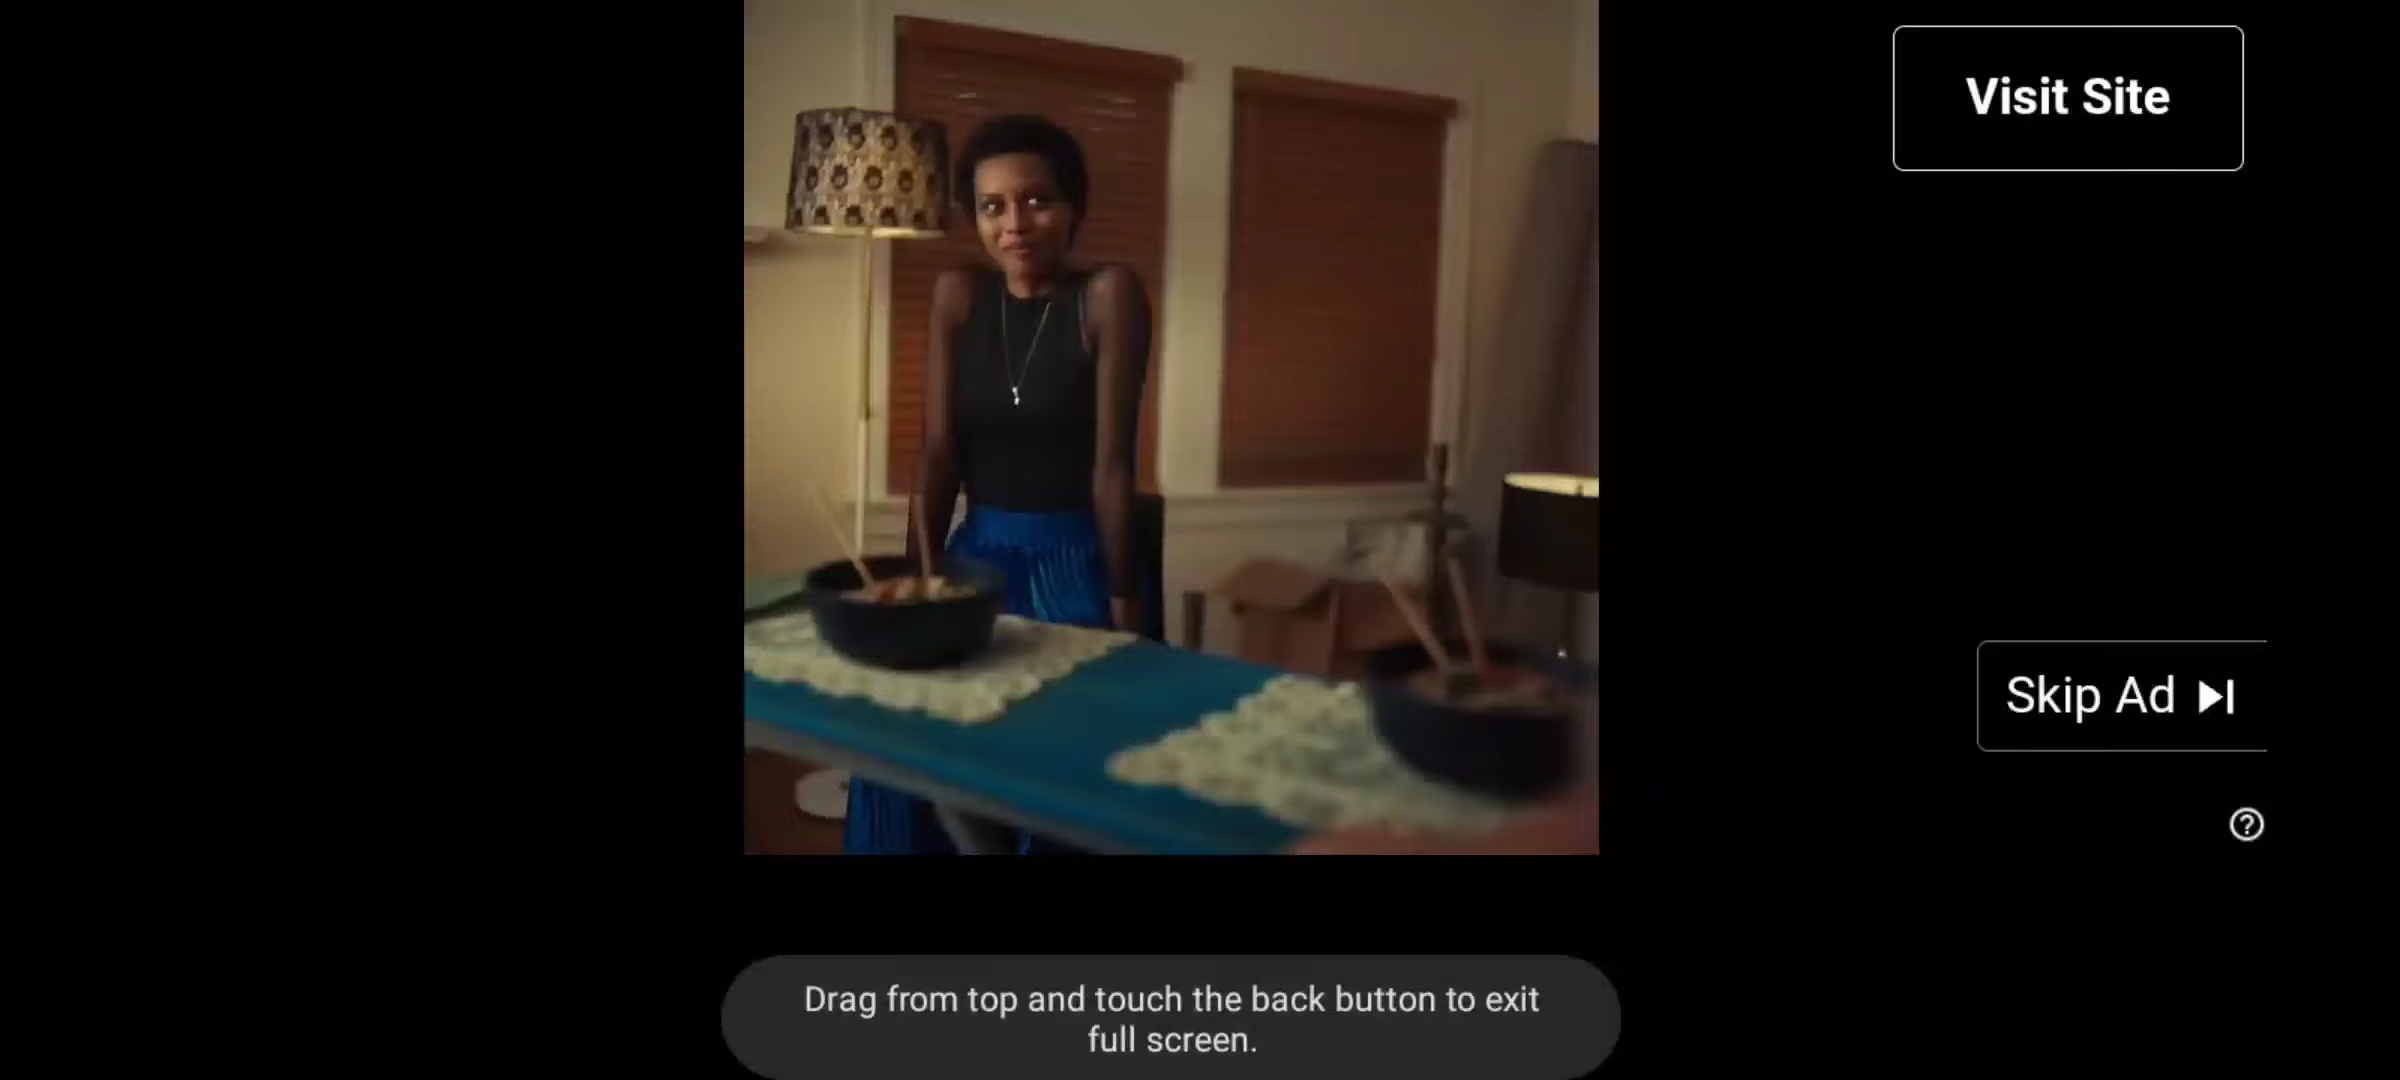 Visit Site
Skip Ad
Drag from top and touch the back button to exit
full screen.